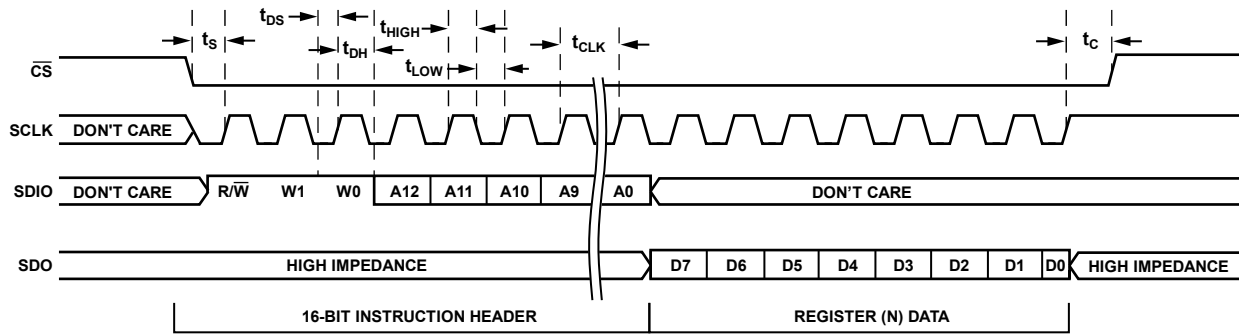 tDS
tHIGH
tS
tDH
tCLK
tC
tLOW
CS
SCLK DON'T CARE
SDIO DON'T CARE R/W W1 W0 A12 A11 A10 A9 A0 DON'T CARE
SDO HIGH IMPEDANCE D7 D6 D5 D4 D3 D2 D1 D0 HIGH IMPEDANCE
16-BIT INSTRUCTION HEADER REGISTER (N) DATA